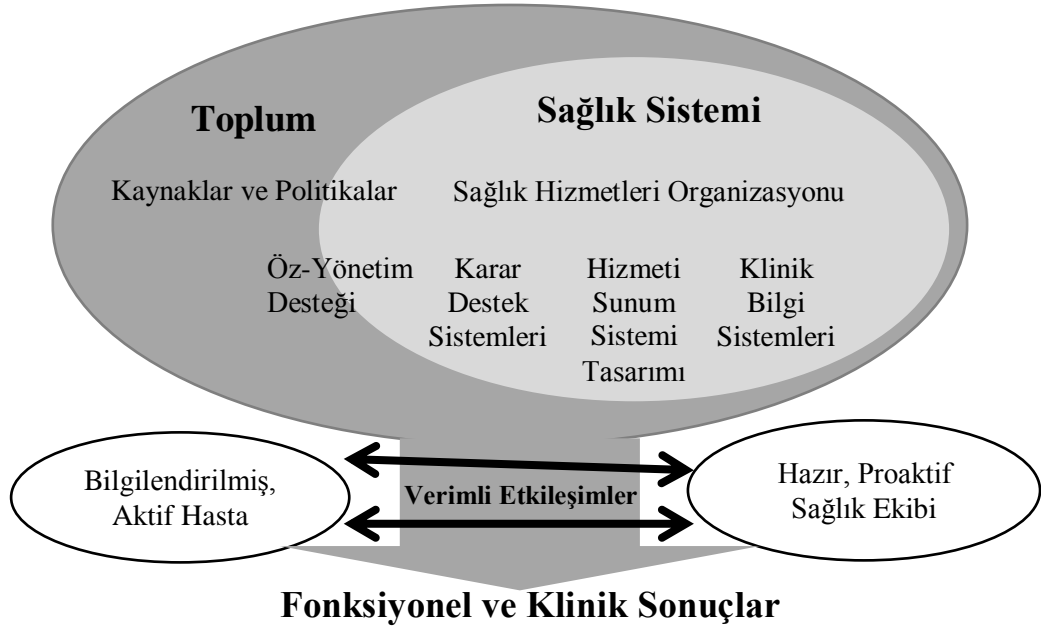 Toplum
Sağlık Sistemi
Kaynaklar ve Politikalar
Sağlık Hizmetleri Organizasyonu
Öz-Yönetim
Desteği
Karar
Destek
Sistemleri
Hizmeti
Sunum
Sistemi
Tasarımı
Klinik
Bilgi
Sistemleri
Bilgilendirilmiş,
Aktif Hasta
Verimli Etkileşimler
Hazır, Proaktif
Sağlık Ekibi
Fonksiyonel ve Klinik Sonuçlar